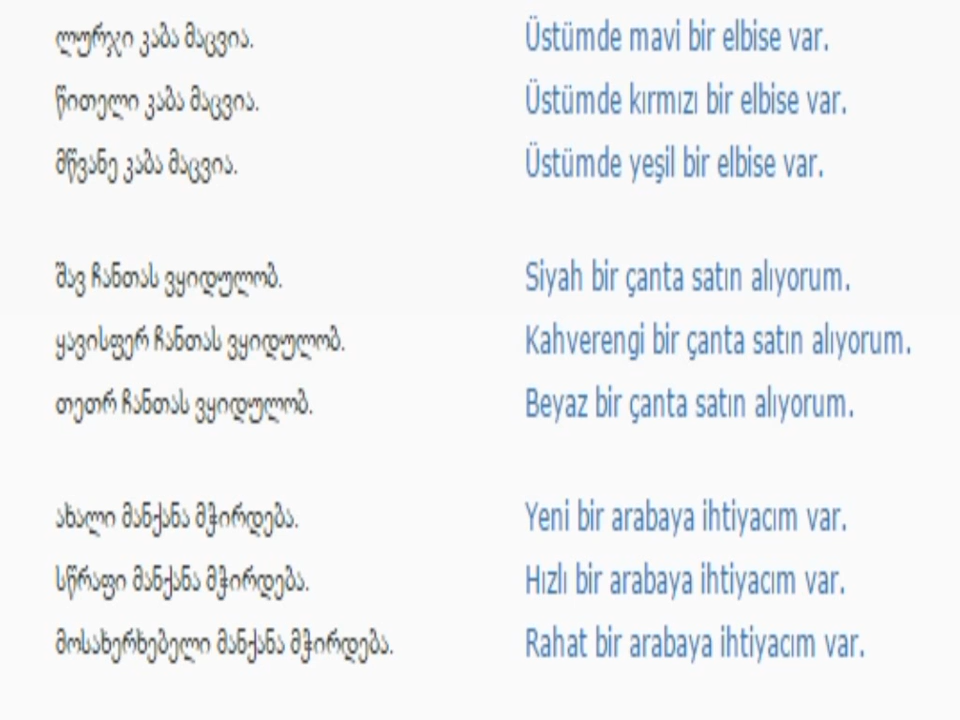 ლურჯი კაბა მაცვია. Üstümde mavi bir elbise var.
წითელი კაბა მაცვია. Üstümde kırmızı bir elbise var.
მწვანე კაბა მაცვია. Üstümde yeşil bir elbise var.
შავ ჩანთას ვყიდულობ. Siyah bir çanta satın alıyorum.
ყავისფერ ჩანთას ვყიდულობ. Kahverengi bir çanta satın alıyorum.
თეთრ ჩანთას ვყიდულობ. Beyaz bir çanta satın alıyorum.
ახალი მანქანა მჭირდება. Yeni bir arabaya ihtiyacım var.
სწრაფი მანქანა მჭირდება. Hızlı bir arabaya ihtiyacım var.
მოსახერხებელი მანქანა მჭირდება. Rahat bir arabaya ihtiyacım var.